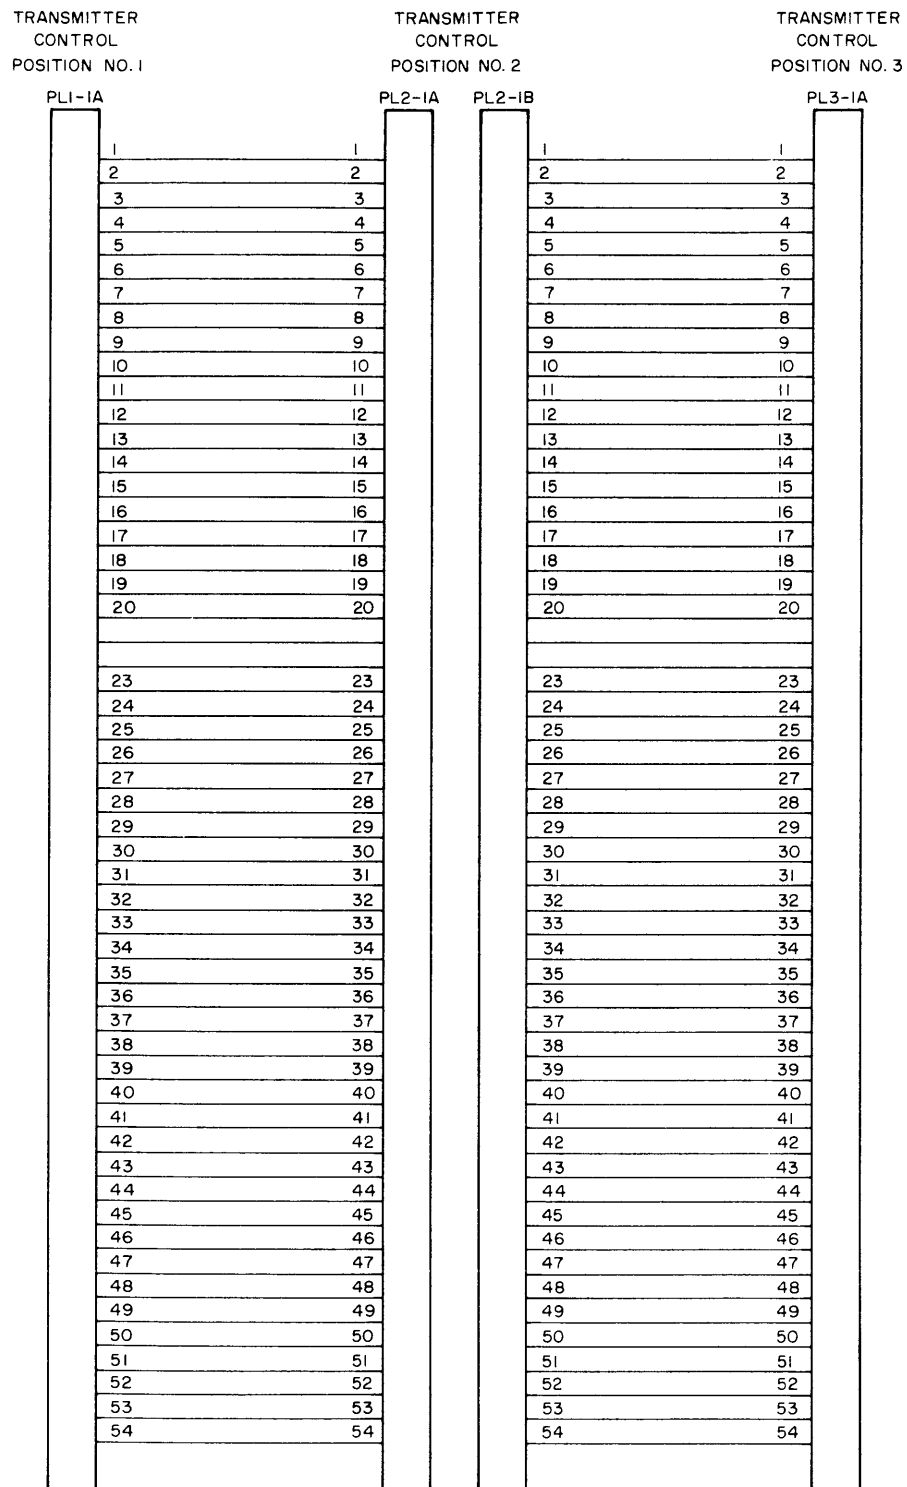 TRANSMITTER CONTROL POSITION NO. 1
TRANSMITTER CONTROL POSITION NO. 2
TRANSMITTER CONTROL POSITION NO. 3
PL1-1A PL2-1A PL2-1B PL3-1A
1 1 1 1
2 2 2 2
3 3 3 3
4 4 4 4
5 5 5 5
6 6 6 6
7 7 7 7
8 8 8 8
9 9 9 9
10 10 10 10
11 11 11 11
12 12 12 12
13 13 13 13
14 14 14 14
15 15 15 15
16 16 16 16
17 17 17 17
18 18 18 18
19 19 19 19
20 20 20 20
23 23 23 23
24 24 24 24
25 25 25 25
26 26 26 26
27 27 27 27
28 28 28 28
29 29 29 29
30 30 30 30
31 31 31 31
32 32 32 32
33 33 33 33
34 34 34 34
35 35 35 35
36 36 36 36
37 37 37 37
38 38 38 38
39 39 39 39
40 40 40 40
41 41 41 41
42 42 42 42
43 43 43 43
44 44 44 44
45 45 45 45
46 46 46 46
47 47 47 47
48 48 48 48
49 49 49 49
50 50 50 50
51 51 51 51
52 52 52 52
53 53 53 53
54 54 54 54